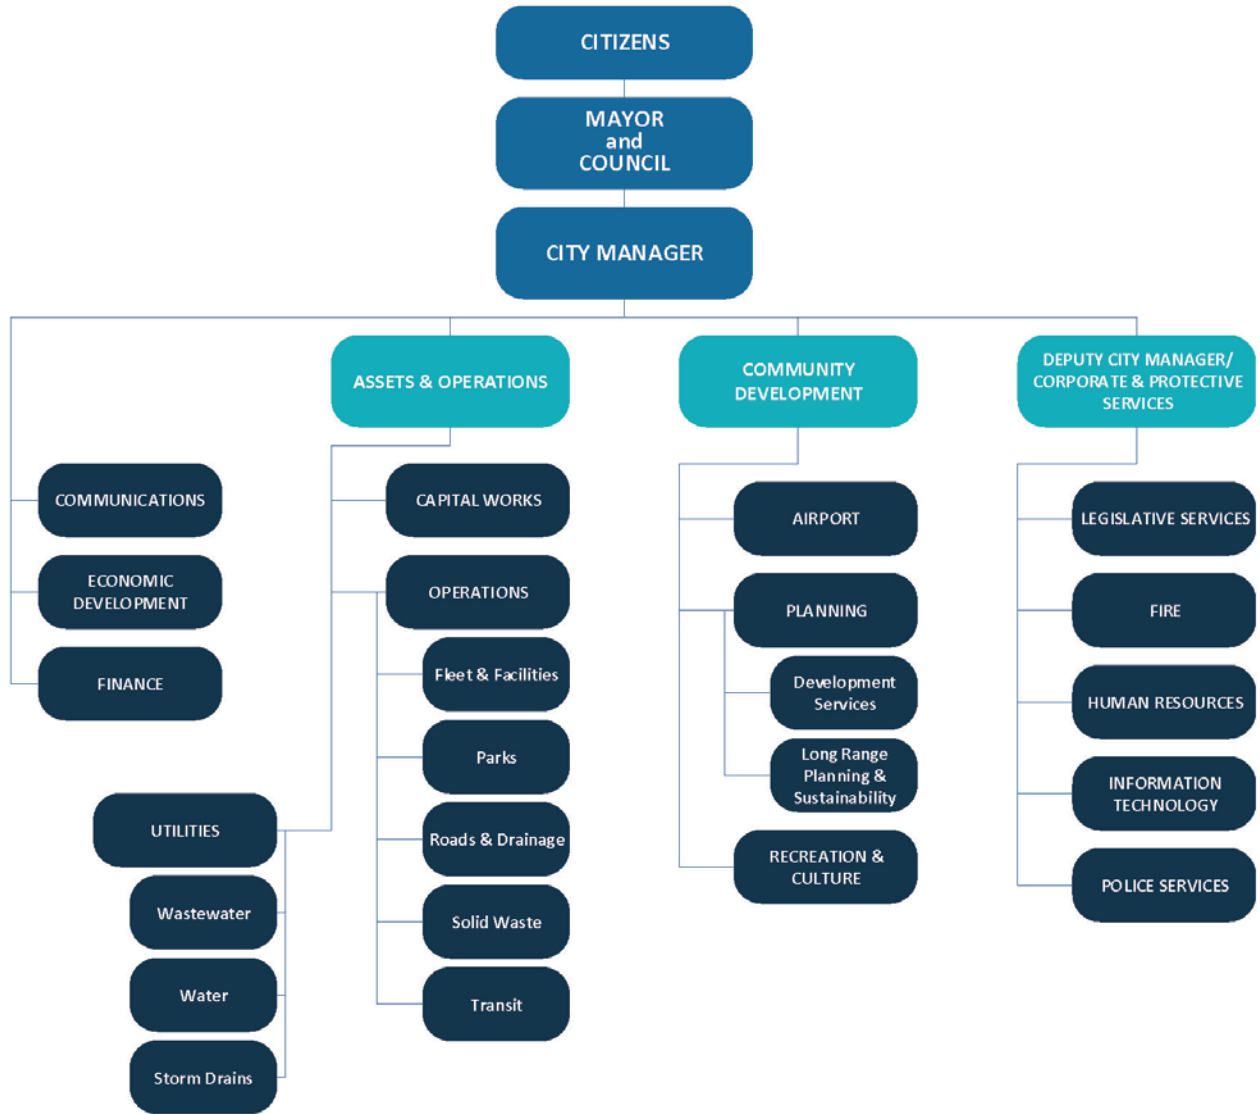 CITIZENS
MAYOR
and
COUNCIL
CITY MANAGER
ASSETS & OPERATIONS
COMMUNITY
DEVELOPMENT
DEPUTY CITY MANAGER/
CORPORATE & PROTECTIVE
SERVICES
COMMUNICATIONS
ECONOMIC
DEVELOPMENT
FINANCE
CAPITAL WORKS
OPERATIONS
Fleet & Facilities
Parks
Roads & Drainage
Solid Waste
Transit
UTILITIES
Wastewater
Water
Storm Drains
AIRPORT
PLANNING
Development
Services
Long Range
Planning &
Sustainability
RECREATION &
CULTURE
LEGISLATIVE SERVICES
FIRE
HUMAN RESOURCES
INFORMATION
TECHNOLOGY
POLICE SERVICES